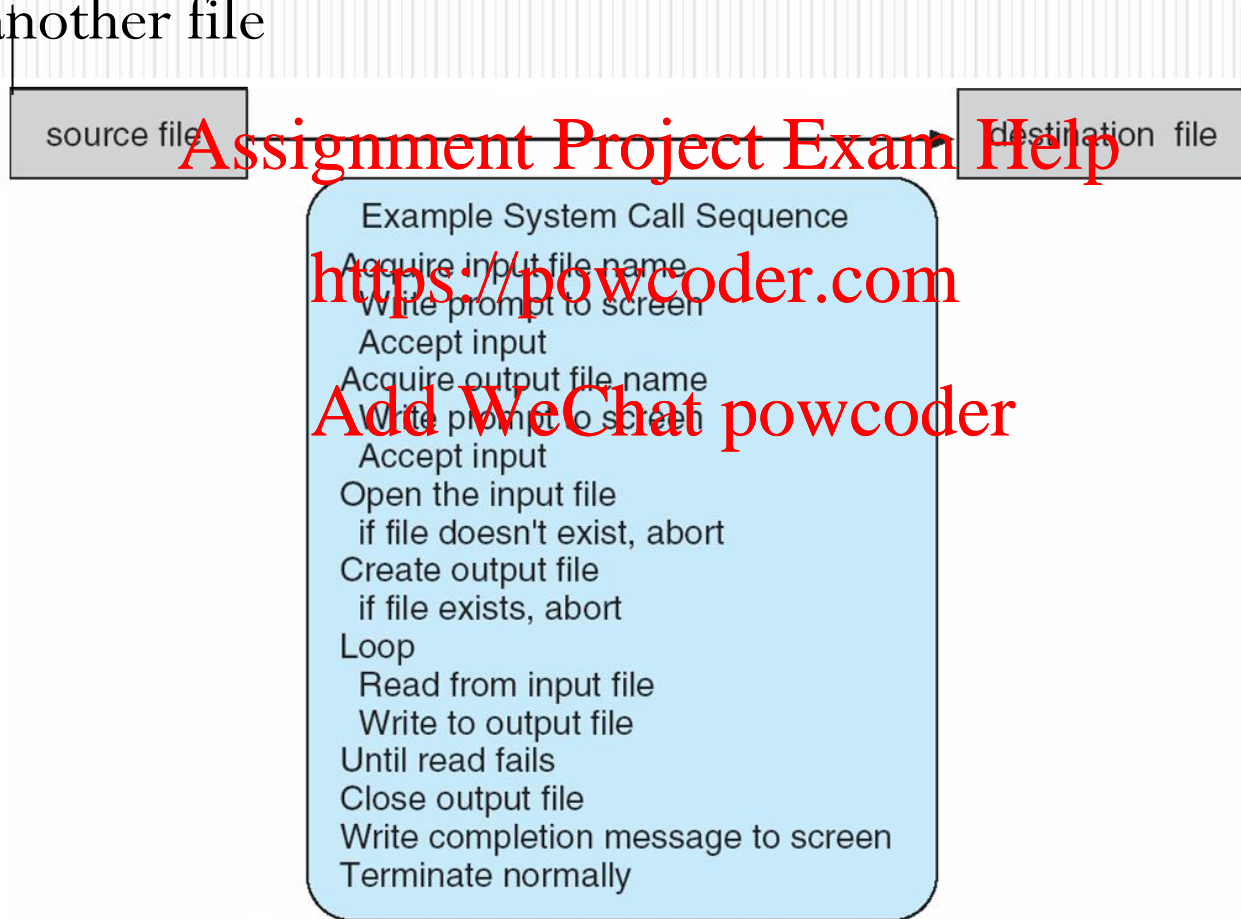 another file
source file
destination file
Assignment Project Exam Help
Example System Call Sequence
Acquire input file name
https://powcoder.com
Write prompt to screen
Accept input
Acquire output file name
Add WeChat powcoder
Write prompt to screen
Accept input
Open the input file
if file doesn't exist, abort
Create output file
if file exists, abort
Loop
Read from input file
Write to output file
Until read fails
Close output file
Write completion message to screen
Terminate normally